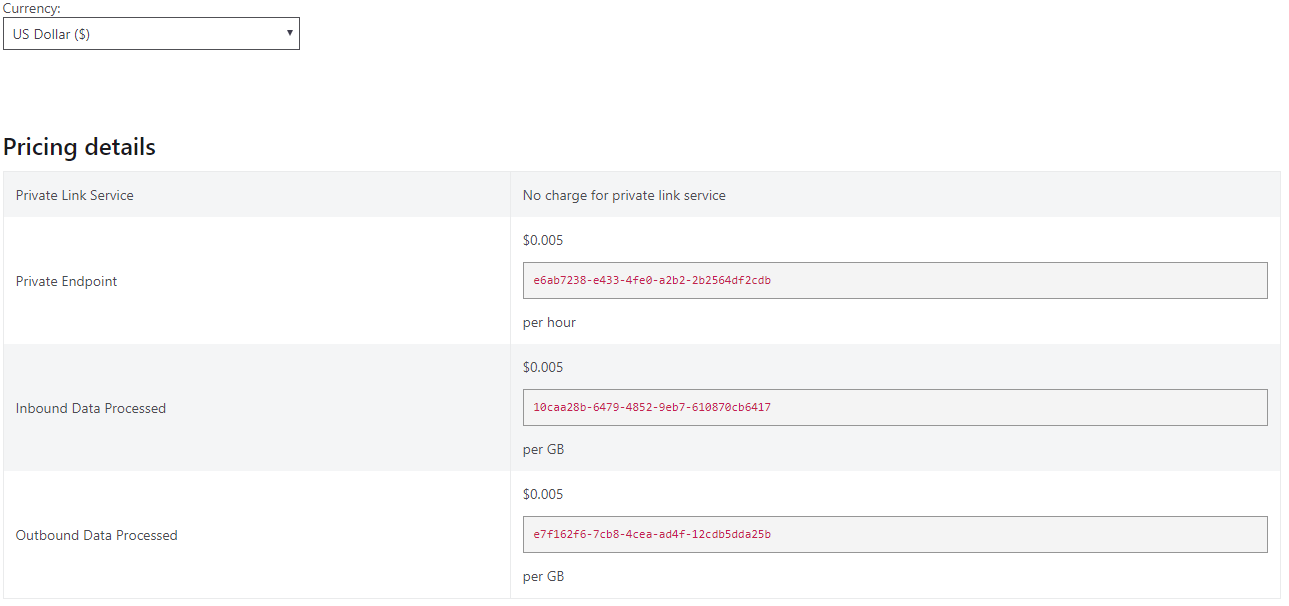 Currency:
US Dollar ($)
Pricing details
Private Link Service
No charge for private link service
Private Endpoint
$0.005
e6ab7238-e433-4fe0-a2b2-2b2564df2cdb
per hour
Inbound Data Processed
$0.005
10caa28b-6479-4852-9eb7-610870cb6417
per GB
Outbound Data Processed
$0.005
e7f162f6-7cb8-4cea-ad4f-12cdb5dda25b
per GB